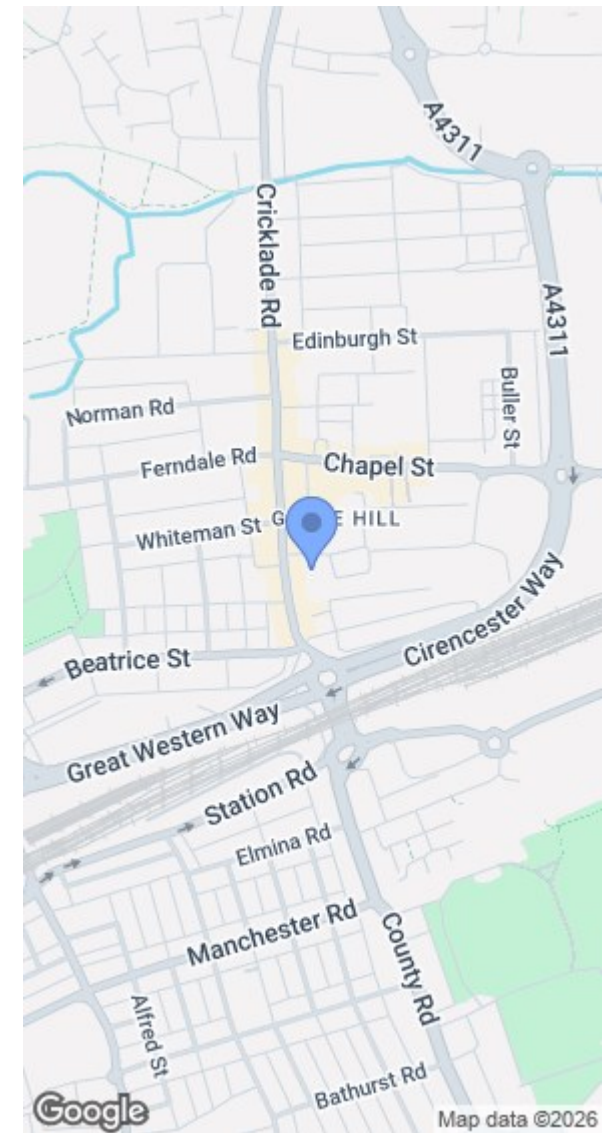 A4311
Cricklade Rd
A4311
Edinburgh St
Buller St
Norman Rd
Ferndale Rd
Chapel St
Whiteman St
HILL
Cirencester Way
Beatrice St
Great Western Way
Station Rd
Elmina Rd
Manchester Rd
County Rd
Alfred St
Bathurst Rd
Google
Map data ©2026